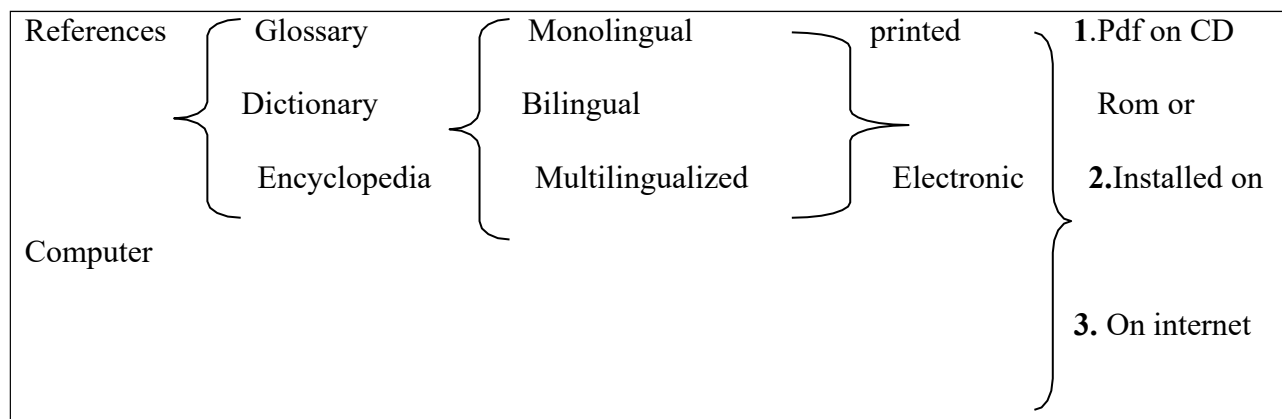 References Glossary Monolingual printed 1.Pdf on CD
Dictionary Bilingual Rom or
Encyclopedia Multilingualized Electronic 2.Installed on
Computer
3. On internet